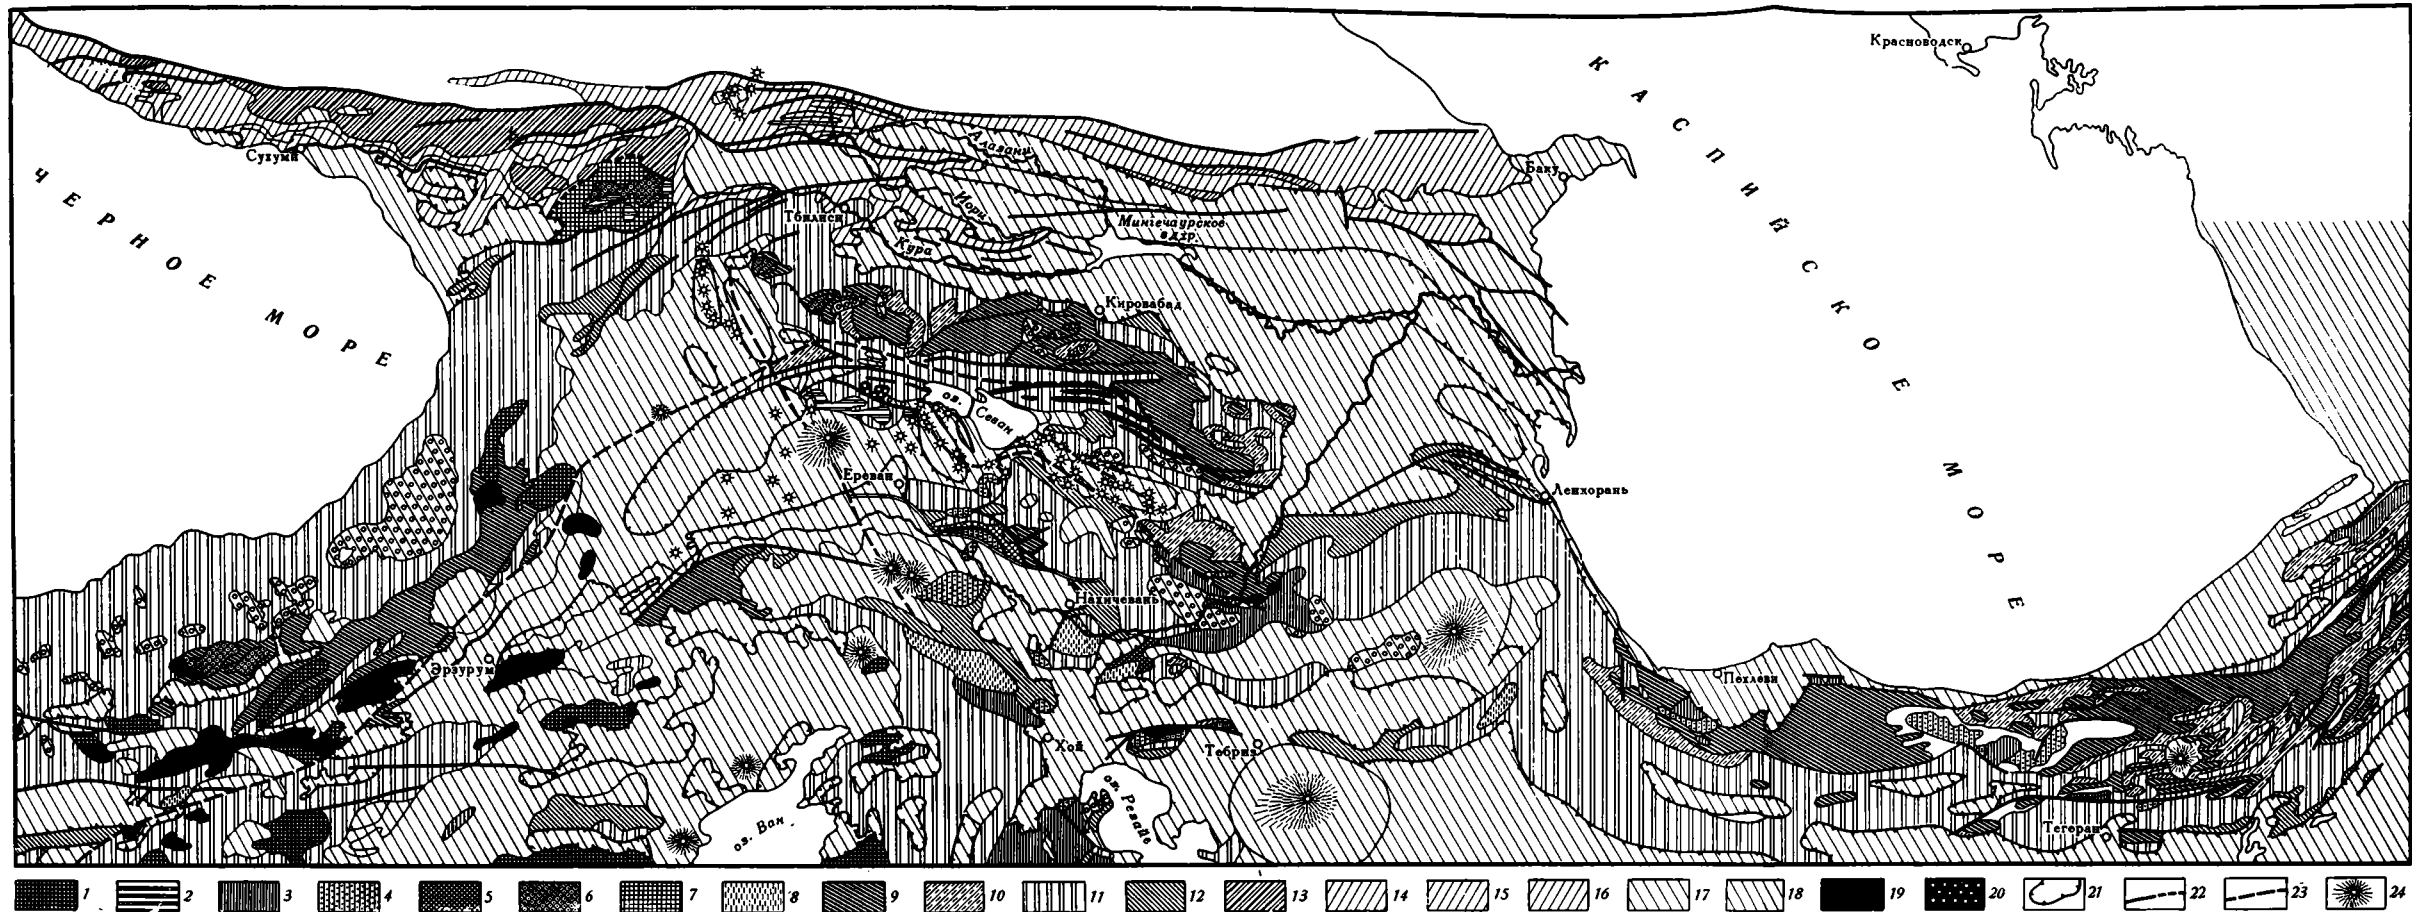 Красноводск
КАСПИЙСКОЕ МОРЕ
ЧЕРНОЕ МОРЕ
Сухуми
Алазани
Баку
Тбилиси
Иори
Мингечаурское
вдхр.
Кура
Кировабад
оз. Севан
Ереван
Ленкорань
Нахичевань
Эрзурум
Пехлеви
Хой
Тебриз
оз. Резайе
оз. Ван
Тегеран
1 2 3 4 5 6 7 8 9 10 11 12 13 14 15 16 17 18 19 20 21 22 23 24